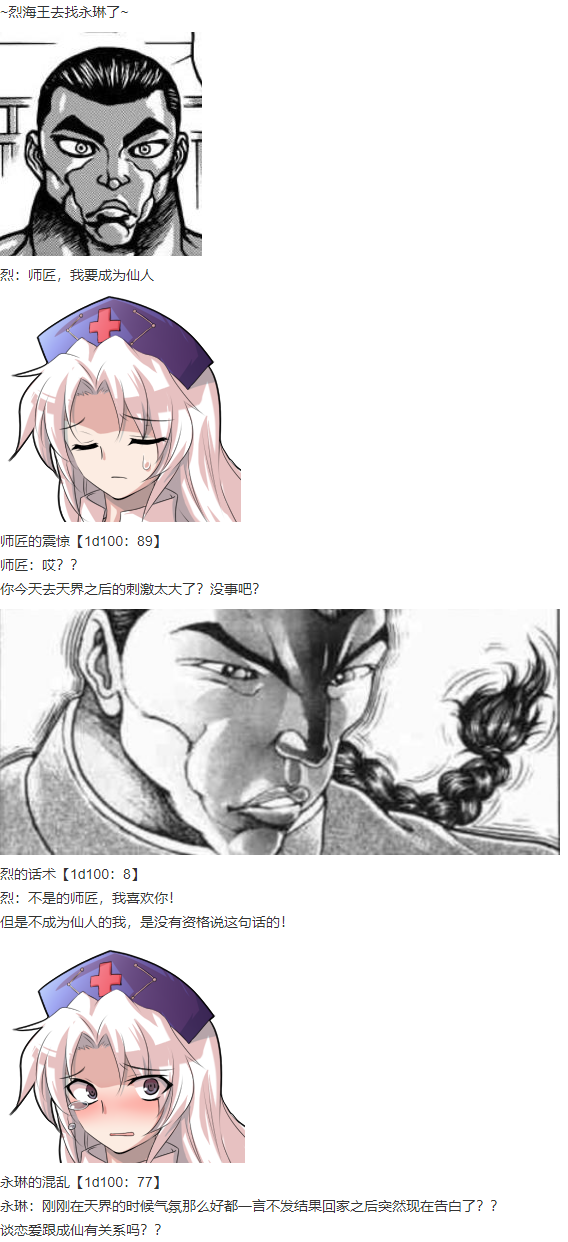 ~烈海王去找永琳了~
烈：师匠，我要成为仙人
师匠的震惊【1d100：89】
师匠：哎？？
你今天去天界之后的刺激太大了？没事吧？
烈的话术【1d100：8】
烈：不是的师匠，我喜欢你！
但是不成为仙人的我，是没有资格说这句话的！
永琳的混乱【1d100：77】
永琳：刚刚在天界的时候气氛那么好都一言不发结果回家之后突然现在告白了？？
谈恋爱跟成仙有关系吗？？